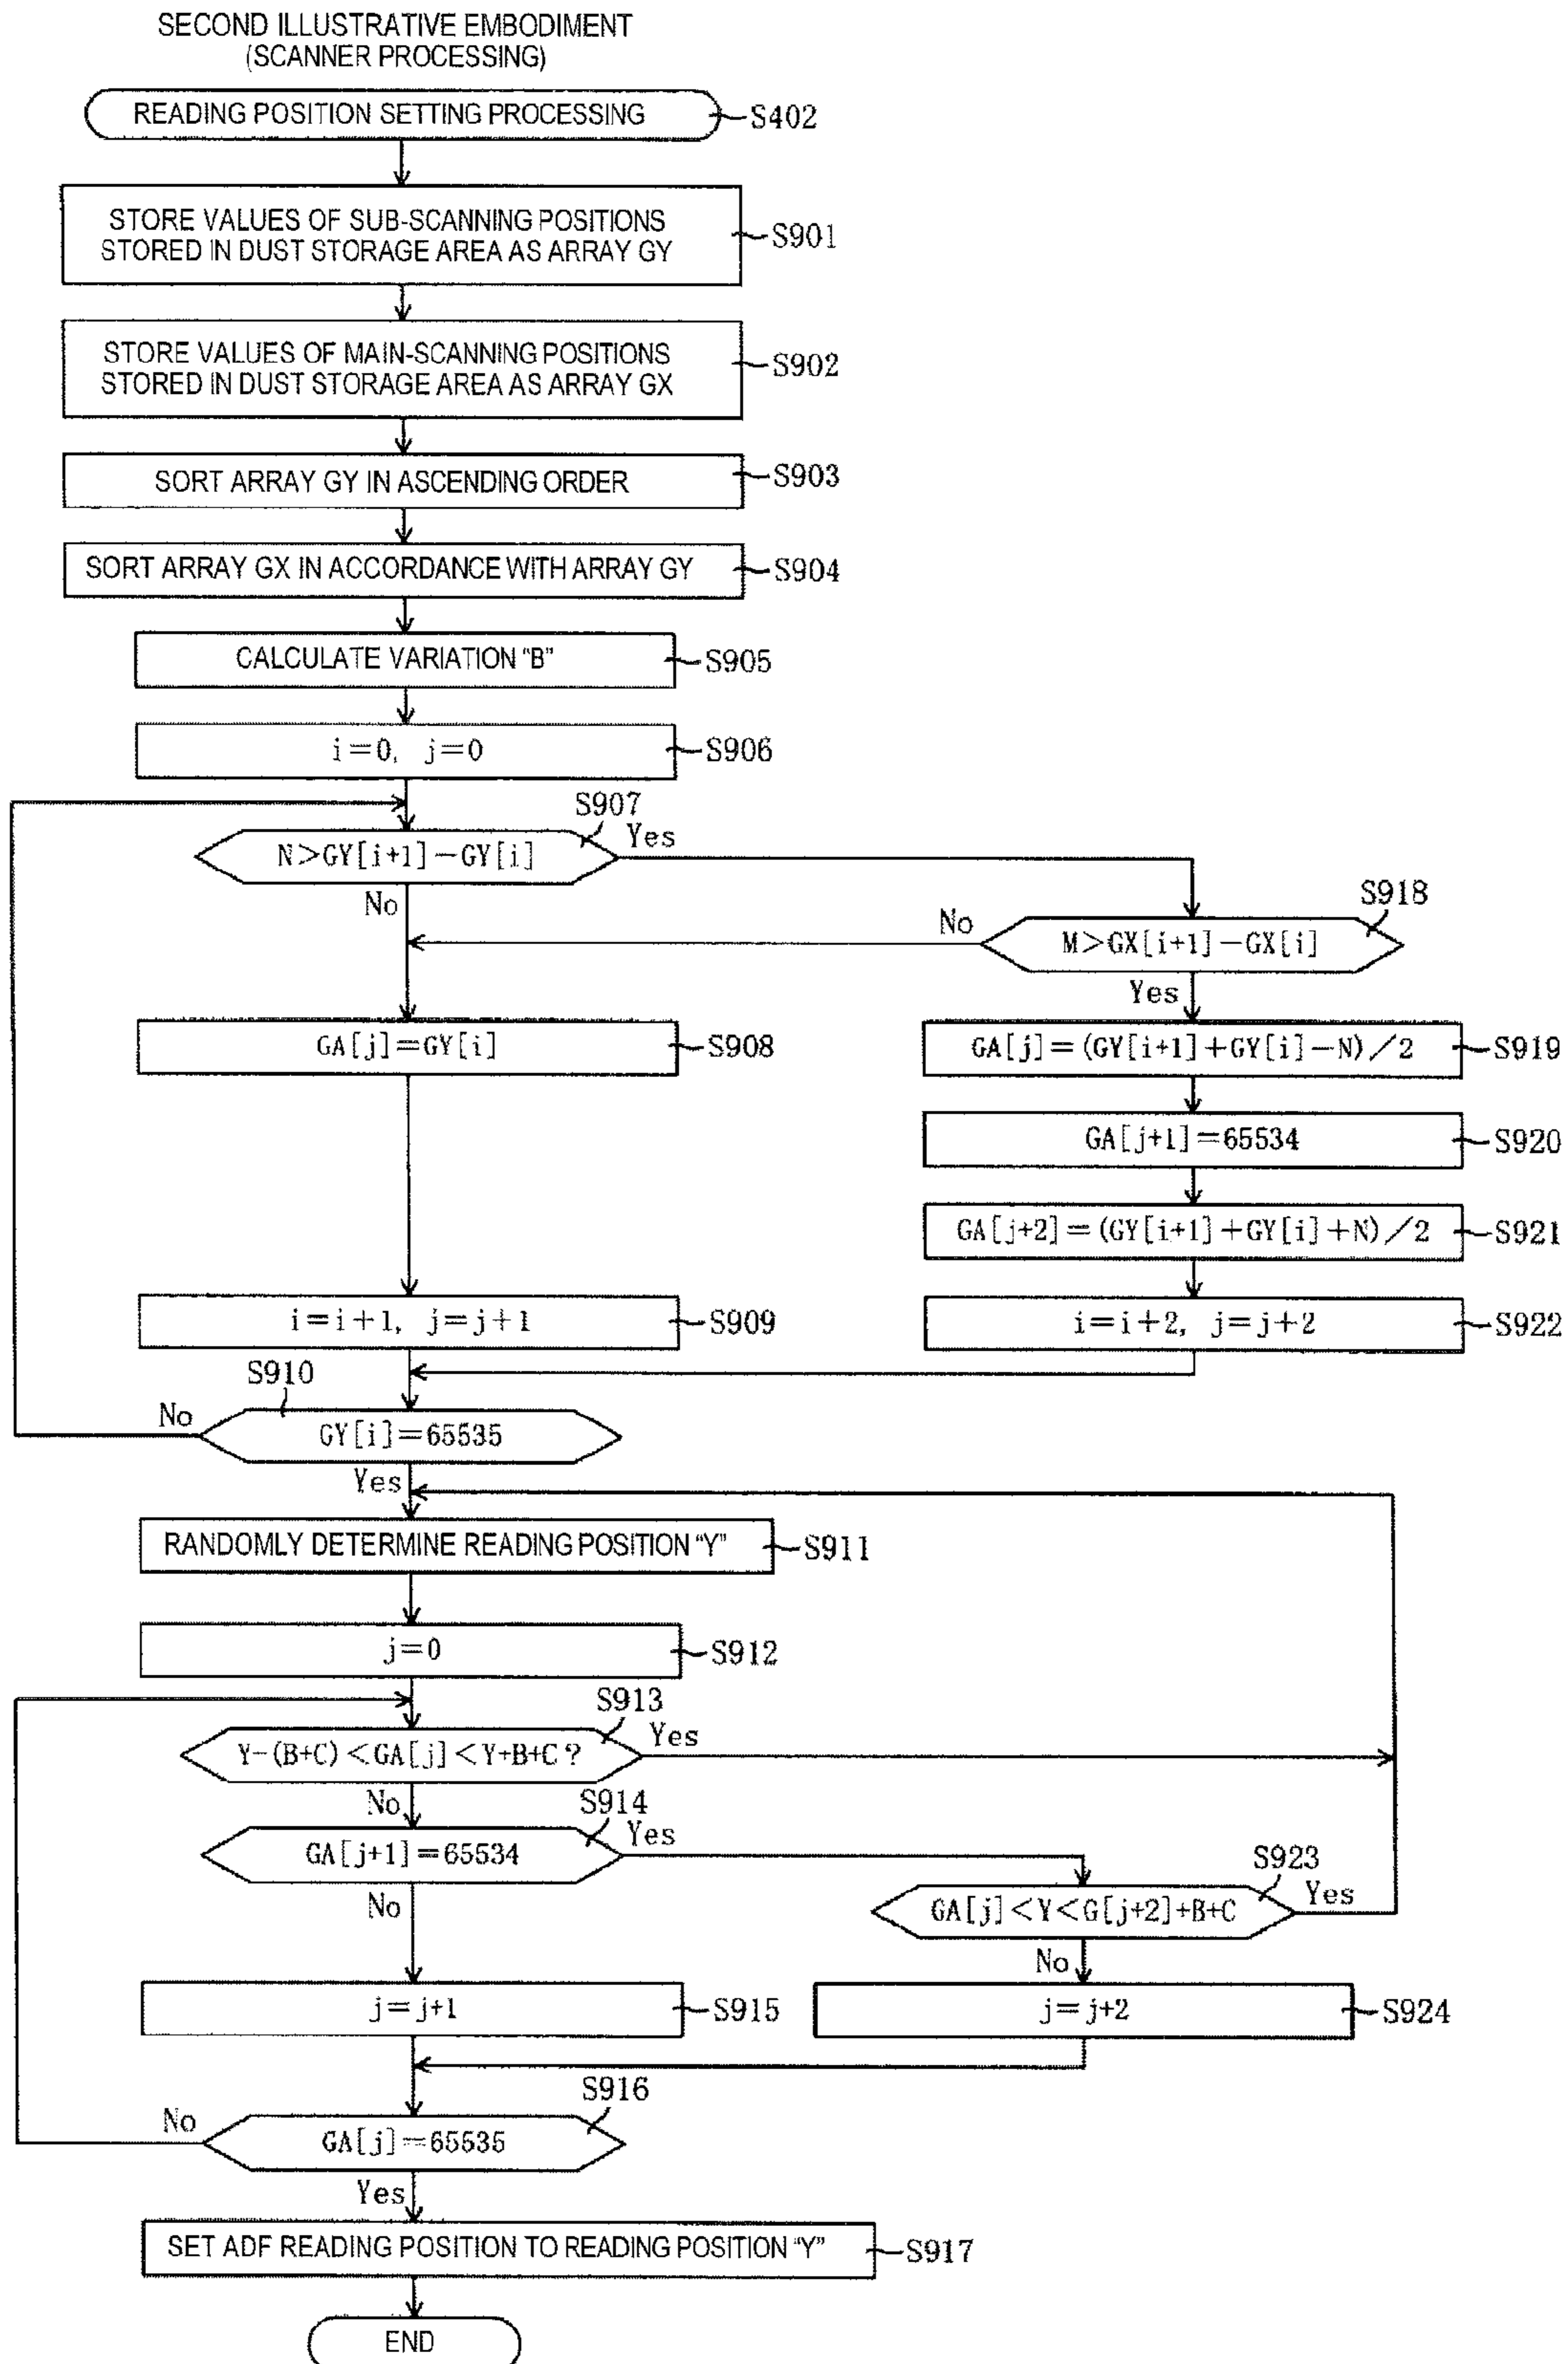 SECOND ILLUSTRATIVE EMBODIMENT
(SCANNER PROCESSING)
READING POSITION SETTING PROCESSING
S402
STORE VALUES OF SUB-SCANNING POSITIONS
STORED IN DUST STORAGE AREA AS ARRAY GY
S901
STORE VALUES OF MAIN-SCANNING POSITIONS
STORED IN DUST STORAGE AREA AS ARRAY GX
S902
SORT ARRAY GY IN ASCENDING ORDER
S903
SORT ARRAY GX IN ACCORDANCE WITH ARRAY GY
S904
CALCULATE VARIATION “B”
S905
i=0, j=0
S906
S907
N>GY[i+1]-GY[i]
Yes
No
S918
No
M>GX[i+1]-GX[i]
Yes
GA[j]=GY[i]
S908
GA[j]=(GY[i+1]+GY[i]-N)/2
S919
GA[j+1]=65534
S920
GA[j+2]=(GY[i+1]+GY[i]+N)/2
S921
i=i+1, j=j+1
S909
i=i+2, j=j+2
S922
S910
No
GY[i]=65535
Yes
RANDOMLY DETERMINE READING POSITION “Y”
S911
j=0
S912
S913
Y-(B+C)<GA[j]<Y+B+C?
Yes
No
S914
GA[j+1]=65534
Yes
No
S923
GA[j]<Y<G[j+2]+B+C
Yes
No
j=j+1
S915
j=j+2
S924
S916
No
GA[j]=65535
Yes
SET ADF READING POSITION TO READING POSITION “Y”
S917
END